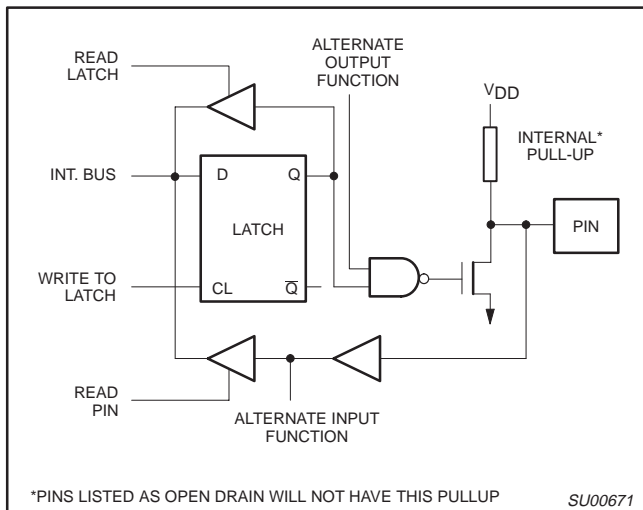 READ
LATCH
ALTERNATE
OUTPUT
FUNCTION
VDD
INTERNAL*
PULL-UP
INT. BUS
D
Q
LATCH
PIN
WRITE TO
LATCH
CL
Q̅
READ
PIN
ALTERNATE INPUT
FUNCTION
*PINS LISTED AS OPEN DRAIN WILL NOT HAVE THIS PULLUP
SU00671